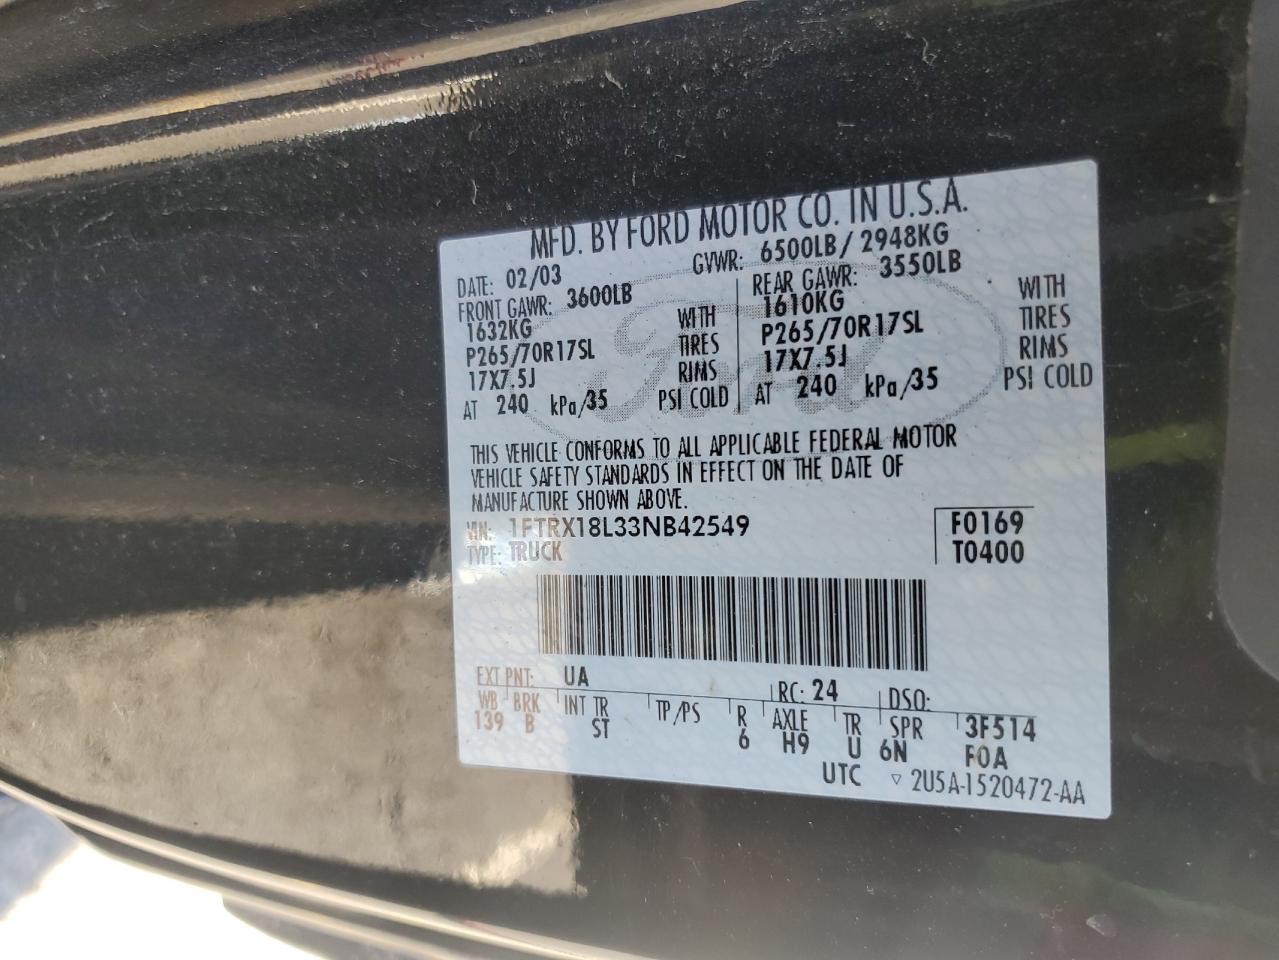 MFD. BY FORD MOTOR CO. IN U.S.A.
DATE: 02/03 GVWR: 6500LB/ 2948KG
FRONT GAWR: 3600LB REAR GAWR: 3550LB
1632KG WITH 1610KG WITH
P265/70R17SL TIRES P265/70R17SL TIRES
17X7.5J RIMS 17X7.5J RIMS
AT 240 kPa/35 PSI COLD AT 240 kPa/35 PSI COLD
Ford
THIS VEHICLE CONFORMS TO ALL APPLICABLE FEDERAL MOTOR
VEHICLE SAFETY STANDARDS IN EFFECT ON THE DATE OF
MANUFACTURE SHOWN ABOVE.
VIN: 1FTRX18L33NB42549 F0169
TYPE: TRUCK T0400
EXT PNT: UA RC: 24 DSO:
WB BRK INT TR TP/PS R AXLE TR SPR 3F514
139 B ST 6 H9 U 6N F0A
UTC ▿ 2U5A-1520472-AA